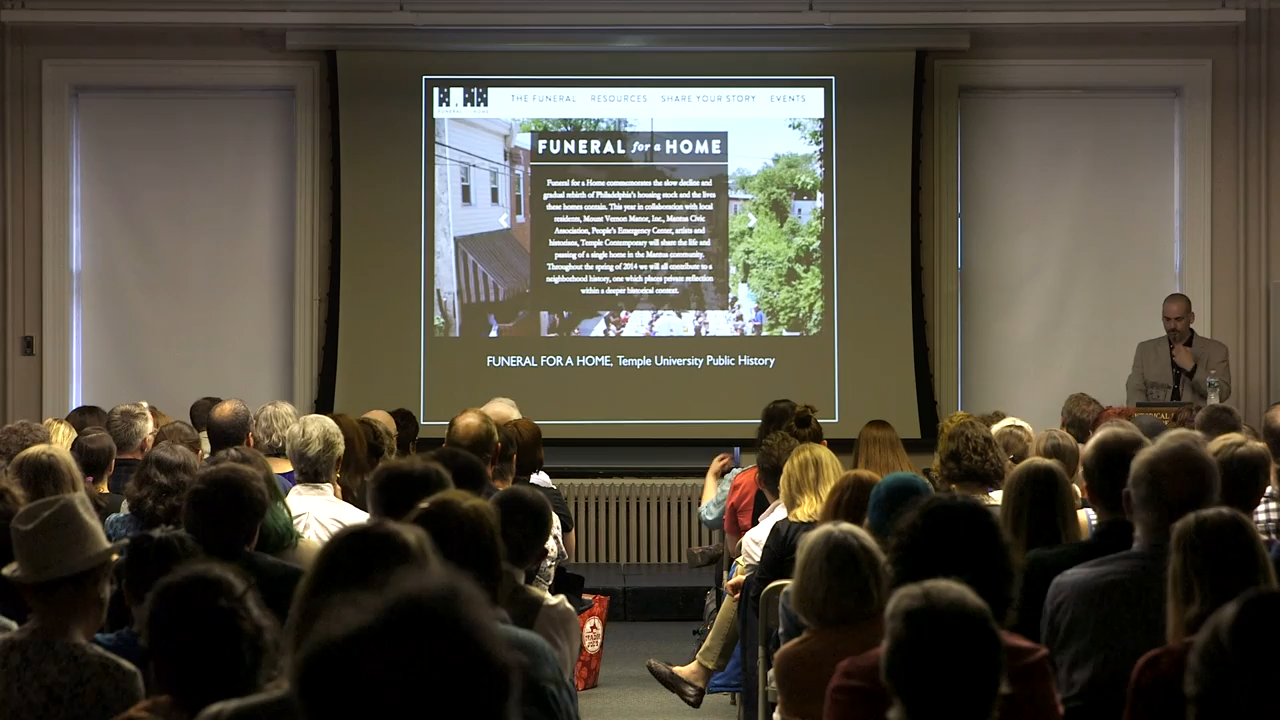 FUNERAL HOME
THE FUNERAL RESOURCES SHARE YOUR STORY EVENTS
FUNERAL for a HOME
Funeral for a Home commemorates the slow decline and
gradual rebirth of Philadelphia's housing stock and the lives
these homes contain. This year in collaboration with local
residents, Mount Vernon Manor, Inc., Mantua Civic
Association, People's Emergency Center, artists and
historians, Temple Contemporary will share the life and
passing of a single home in the Mantua community.
Throughout the spring of 2014 we will all contribute to a
neighborhood history, one which places private reflection
within a deeper historical context.
FUNERAL FOR A HOME, Temple University Public History
TRADER
JOE'S